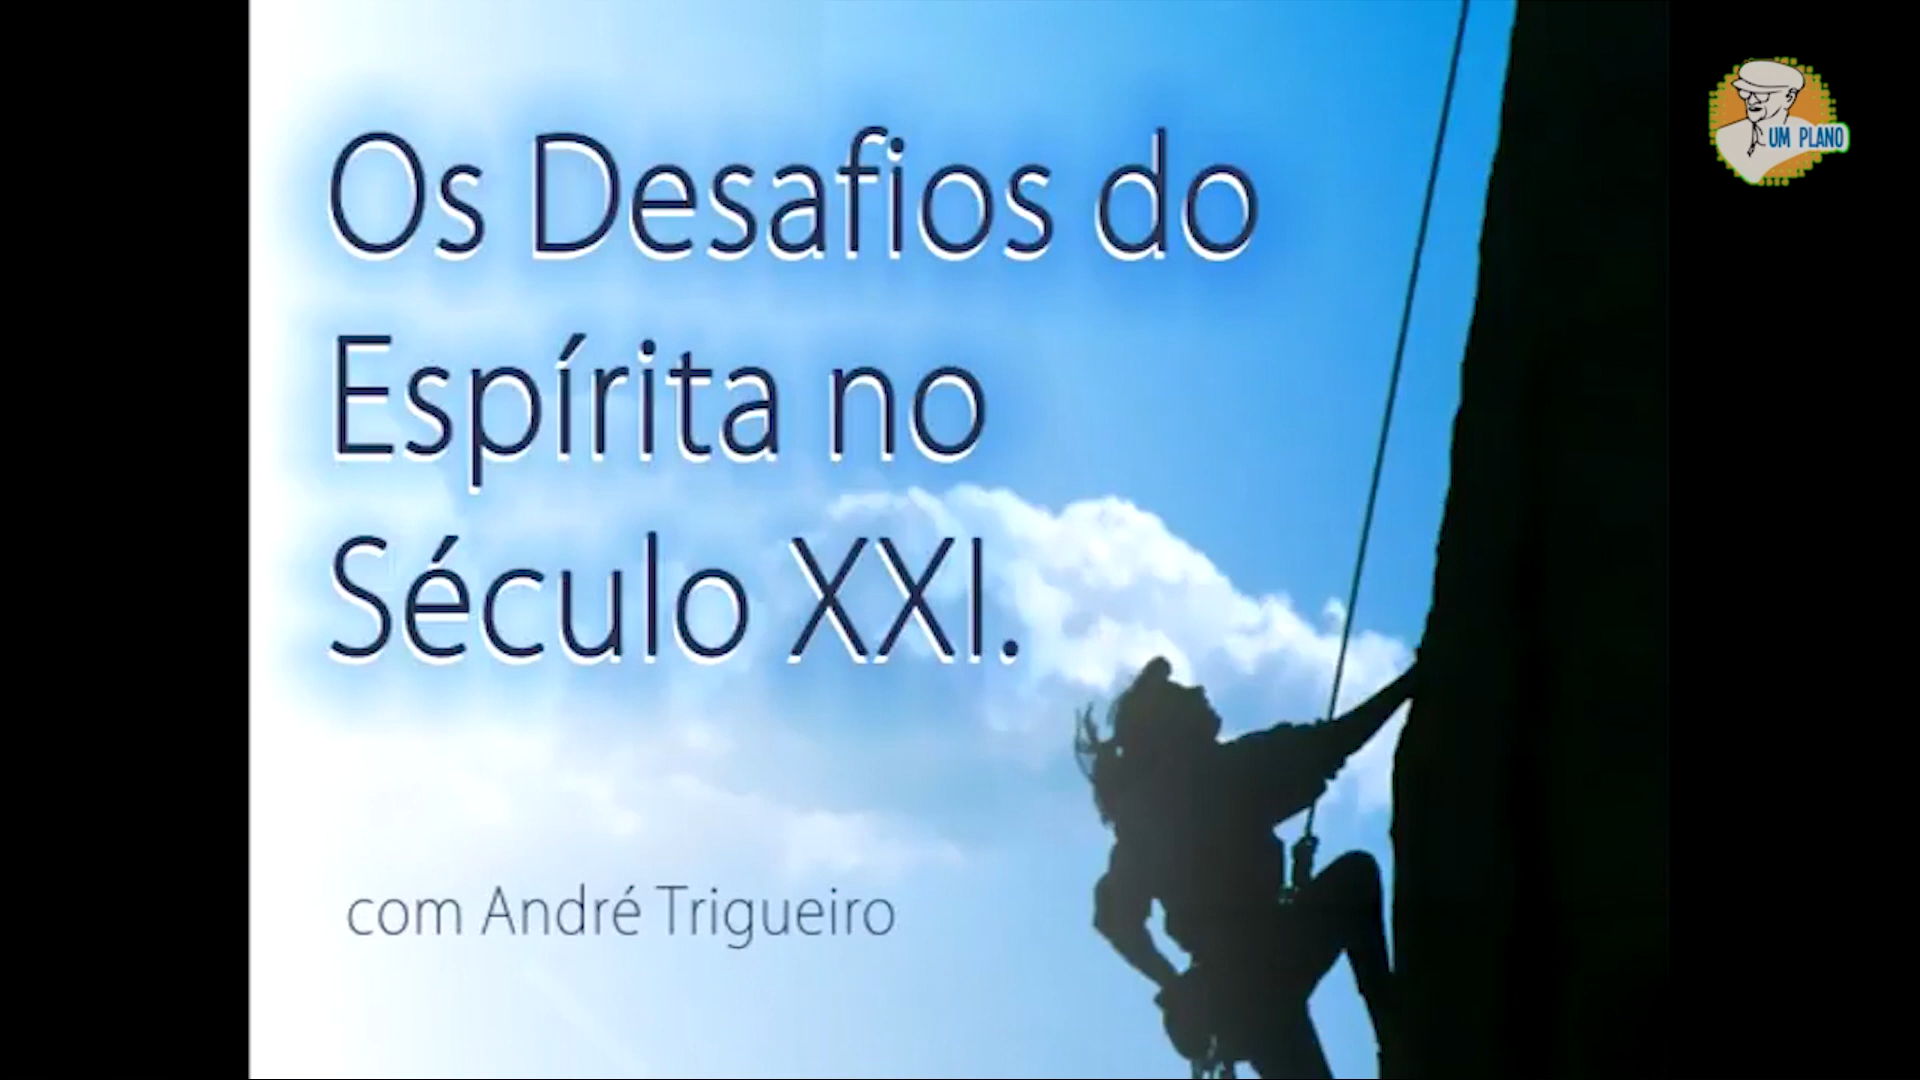 Os Desafios do
Espírita no
Século XXI.
com André Trigueiro
UM PLANO